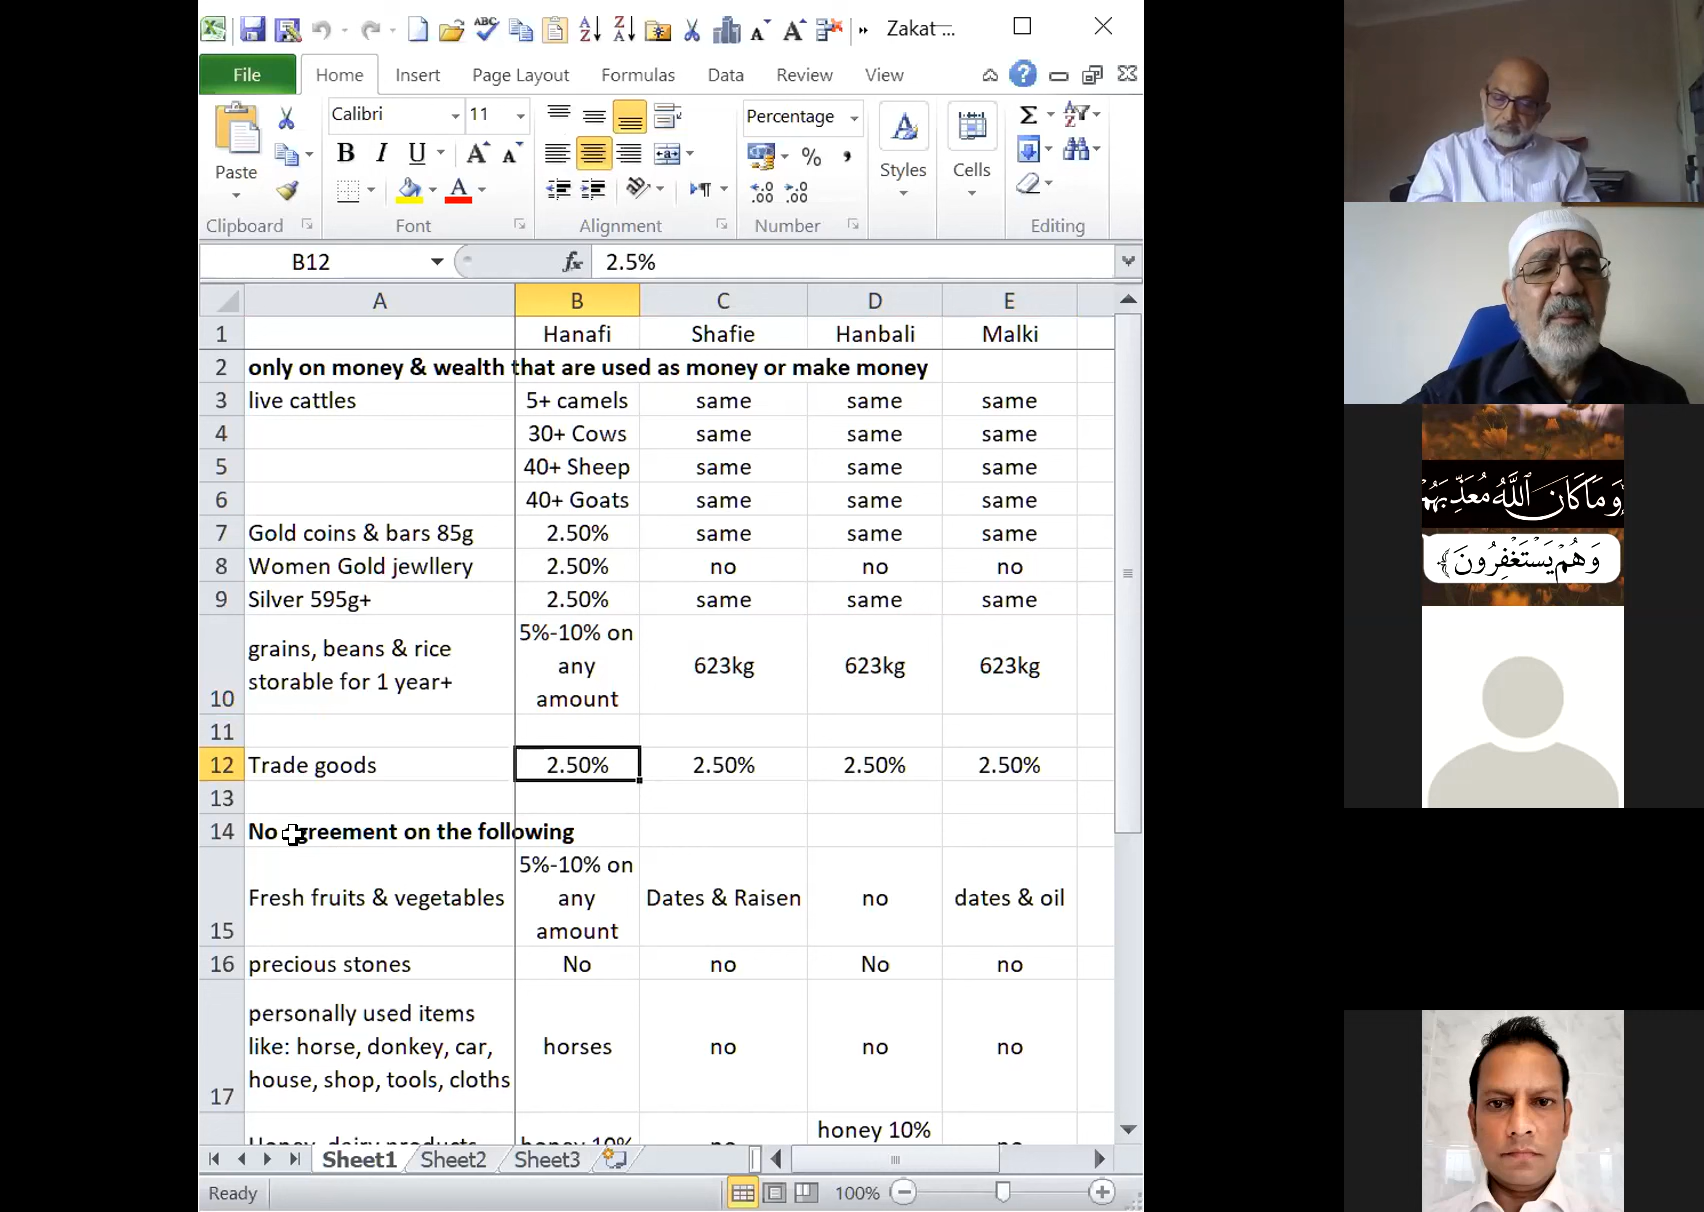 Zakat ...
File Home Insert Page Layout Formulas Data Review View
Calibri 11 Percentage
Paste Styles Cells
Clipboard Font Alignment Number Editing
B12 2.5%
A B C D E
1 Hanafi Shafie Hanbali Malki
2 only on money & wealth that are used as money or make money
3 live cattles 5+ camels same same same
4 30+ Cows same same same
5 40+ Sheep same same same
6 40+ Goats same same same
7 Gold coins & bars 85g 2.50% same same same
8 Women Gold jewllery 2.50% no no no
9 Silver 595g+ 2.50% same same same
5%-10% on
grains, beans & rice any 623kg 623kg 623kg
storable for 1 year+
10 amount
11
12 Trade goods 2.50% 2.50% 2.50% 2.50%
13
14 No agreement on the following
5%-10% on
Fresh fruits & vegetables any Dates & Raisen no dates & oil
15 amount
16 precious stones No no No no
personally used items
like: horse, donkey, car, horses no no no
house, shop, tools, cloths
17
honey 10%
Honey, dairy products honey 10% no no
Sheet1 Sheet2 Sheet3
Ready 100%
وَمَا كَانَ ٱللَّهُ مُعَذِّبَهُمْ
وَهُمْ يَسْتَغْفِرُونَ ﴾